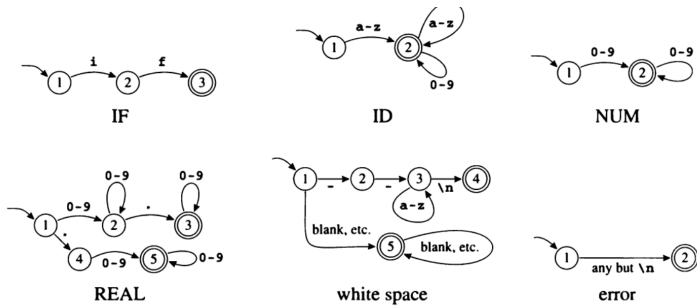 i f
1 2 3
IF
a-z a-z
1 2
0-9
ID
0-9 0-9
1 2
NUM
0-9 0-9
0-9 .
1 2 3
.
4 0-9 5 0-9
REAL
1 - 2 - 3 \n 4
a-z
blank, etc.
5 blank, etc.
white space
1 2
any but \n
error